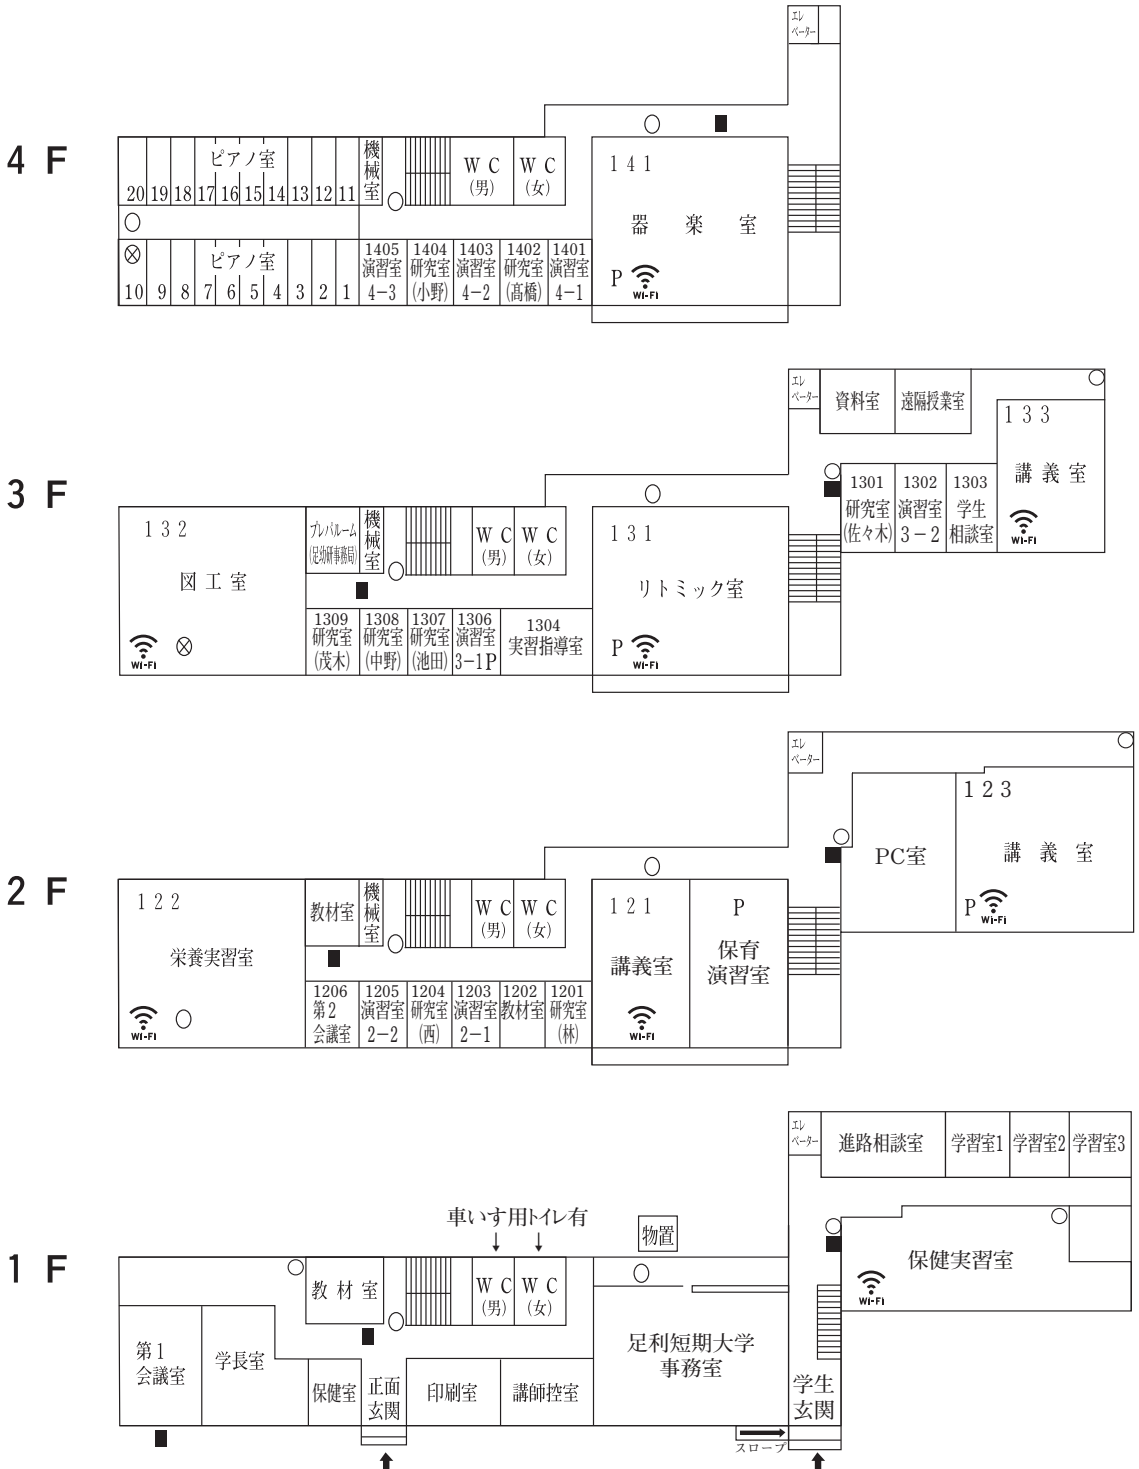 エレ
ベーター
4 F
ピアノ室
20 19 18 17 16 15 14 13 12 11
機械室
W C
(男)
W C
(女)
141
器楽室
P
Wi-Fi
ピアノ室
10 9 8 7 6 5 4 3 2 1
1405
演習室
4-3
1404
研究室
(小野)
1403
演習室
4-2
1402
研究室
(髙橋)
1401
演習室
4-1
エレ
ベーター
資料室
遠隔授業室
133
講義室
Wi-Fi
1301
研究室
(佐々木)
1302
演習室
3-2
1303
学生
相談室
3 F
132
図工室
Wi-Fi
プレパルーム
(足幼研事務局)
機械室
W C
(男)
W C
(女)
131
リトミック室
P
Wi-Fi
1309
研究室
(茂木)
1308
研究室
(中野)
1307
研究室
(池田)
1306
演習室
3-1P
1304
実習指導室
エレ
ベーター
PC室
123
講義室
P
Wi-Fi
2 F
122
栄養実習室
Wi-Fi
教材室
機械室
W C
(男)
W C
(女)
121
講義室
Wi-Fi
P
保育
演習室
1206
第2
会議室
1205
演習室
2-2
1204
研究室
(西)
1203
演習室
2-1
1202
教材室
1201
研究室
(林)
エレ
ベーター
進路相談室
学習室1
学習室2
学習室3
保健実習室
Wi-Fi
1 F
車いす用トイレ有
物置
教材室
W C
(男)
W C
(女)
第1
会議室
学長室
保健室
正面
玄関
印刷室
講師控室
足利短期大学
事務室
学生
玄関
スロープ